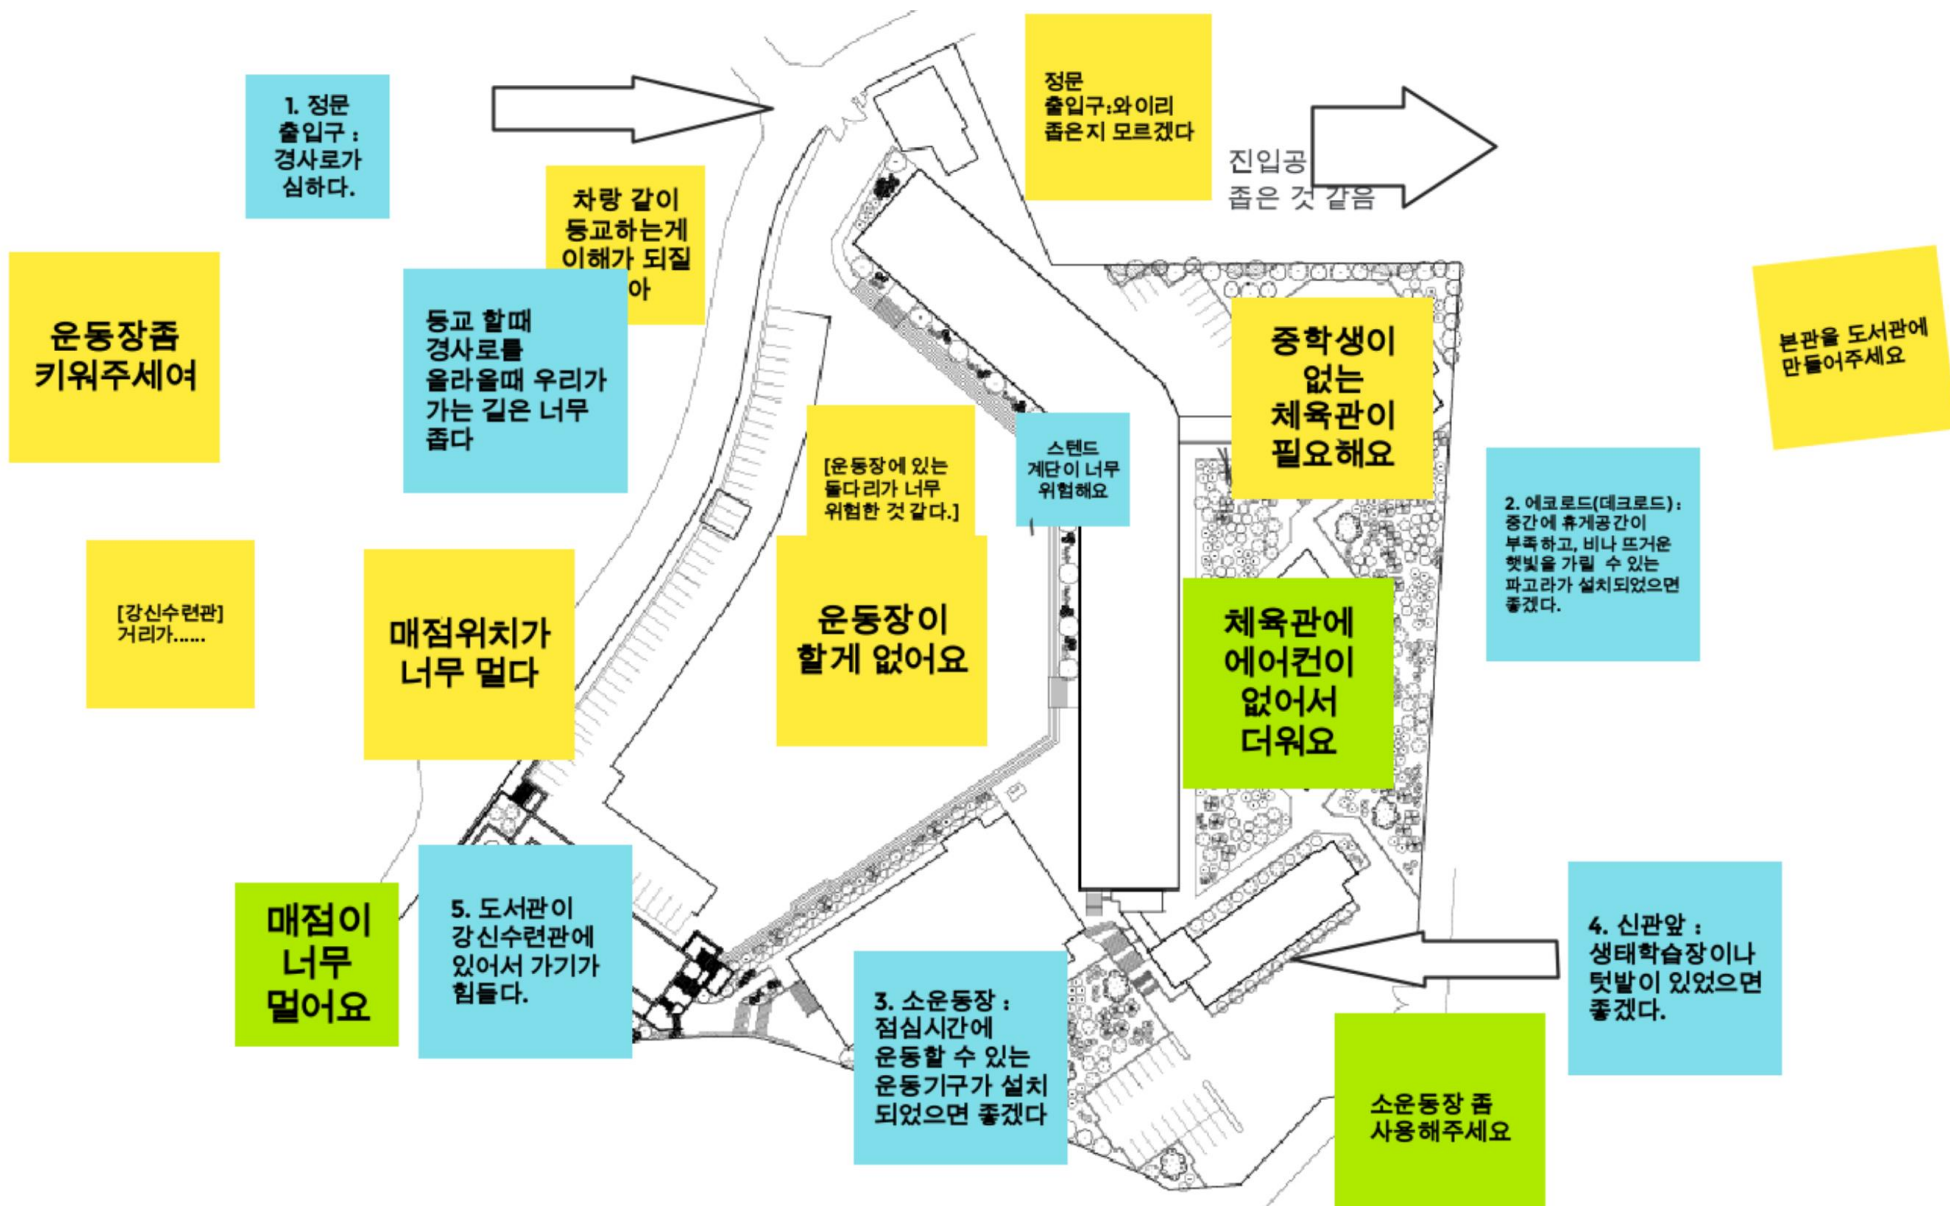 1. 정문
출입구 :
경사로가
심하다.
정문
출입구:와이리
좁은지 모르겠다
진입공
좁은 것 같음
차랑 같이
등교하는게
이해가 되질
아
운동장좀
키워주세여
등교 할때
경사로를
올라올때 우리가
가는 길은 너무
좁다
중학생이
없는
체육관이
필요해요
본관을 도서관에
만들어주세요
[운동장에 있는
돌다리가 너무
위험한 것 같다.]
스텐드
계단이 너무
위험해요
2. 에코로드(데크로드) :
중간에 휴게공간이
부족하고, 비나 뜨거운
햇빛을 가릴 수 있는
파고라가 설치되었으면
좋겠다.
[강신수련관]
거리가......
매점위치가
너무 멀다
운동장이
할게 없어요
체육관에
에어컨이
없어서
더워요
매점이
너무
멀어요
5. 도서관이
강신수련관에
있어서 가기가
힘들다.
3. 소운동장 :
점심시간에
운동할 수 있는
운동기구가 설치
되었으면 좋겠다
4. 신관앞 :
생태학습장이나
텃밭이 있었으면
좋겠다.
소운동장 좀
사용해주세요